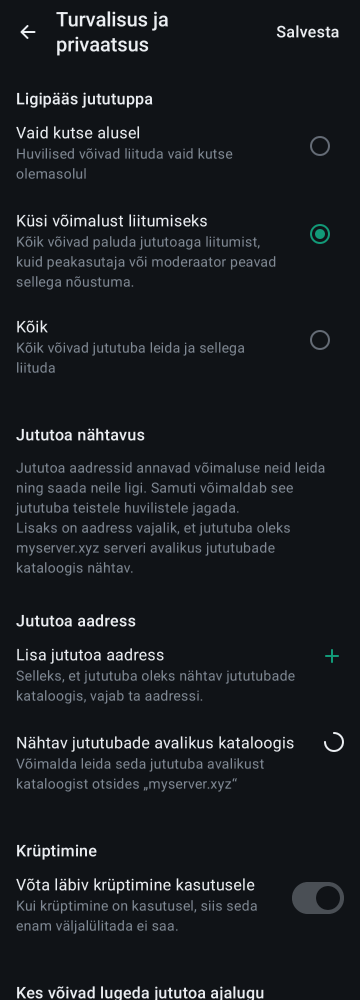 Turvalisus ja
privaatsus
Salvesta
Ligipääs jututuppa
Vaid kutse alusel
Huvilised võivad liituda vaid kutse
olemasolul
Küsi võimalust liitumiseks
Kõik võivad paluda jututoaga liitumist,
kuid peakasutaja või moderaator peavad
sellega nõustuma.
Kõik
Kõik võivad jututuba leida ja sellega
liituda
Jututoa nähtavus
Jututoa aadressid annavad võimaluse neid leida
ning saada neile ligi. Samuti võimaldab see
jututuba teistele huvilistele jagada.
Lisaks on aadress vajalik, et jututuba oleks
myserver.xyz serveri avalikus jututubade
kataloogis nähtav.
Jututoa aadress
Lisa jututoa aadress
Selleks, et jututuba oleks nähtav jututubade
kataloogis, vajab ta aadressi.
Nähtav jututubade avalikus kataloogis
Võimalda leida seda jututuba avalikust
kataloogist otsides „myserver.xyz“
Krüptimine
Võta läbiv krüptimine kasutusele
Kui krüptimine on kasutusel, siis seda
enam väljalülitada ei saa.
Kes võivad lugeda jututoa ajalugu